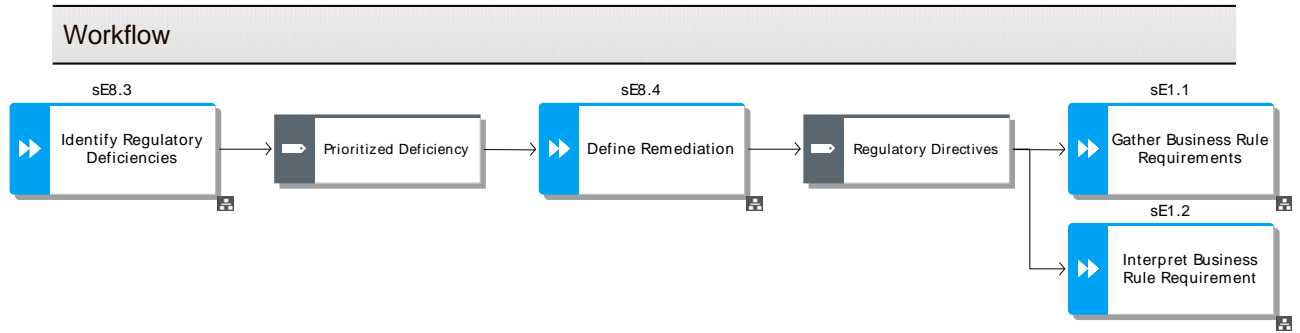 Workflow
sE8.3
Identify Regulatory
Deficiencies
Prioritized Deficiency
sE8.4
Define Remediation
Regulatory Directives
sE1.1
Gather Business Rule
Requirements
sE1.2
Interpret Business
Rule Requirement